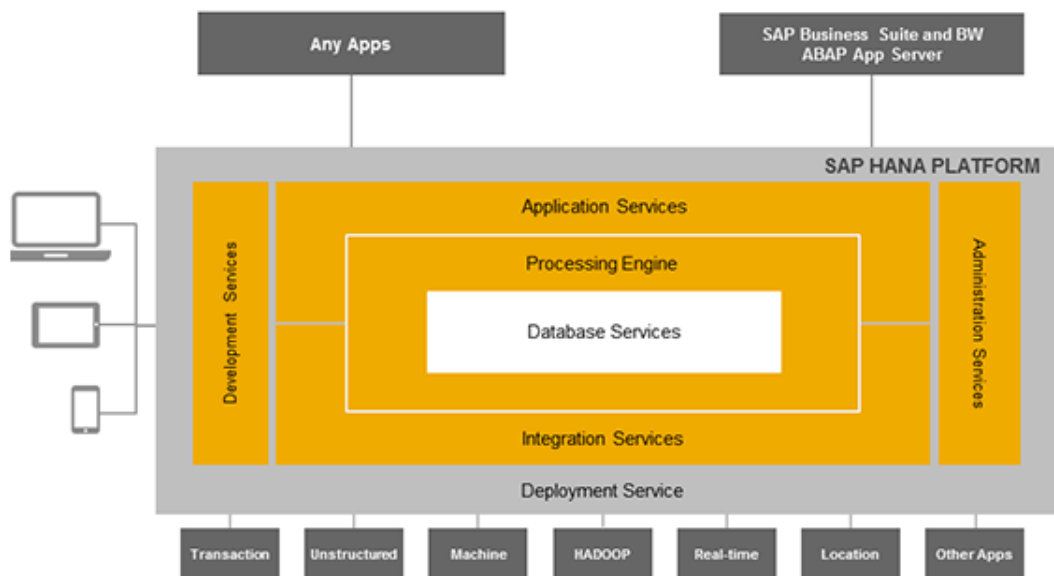 Any Apps
SAP Business Suite and BW
ABAP App Server
SAP HANA PLATFORM
Development Services
Application Services
Processing Engine
Database Services
Integration Services
Administration Services
Deployment Service
Transaction
Unstructured
Machine
HADOOP
Real-time
Location
Other Apps